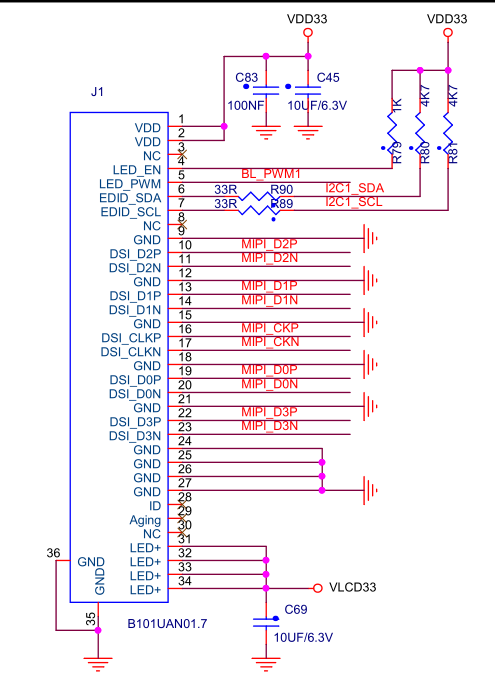 VDD33 VDD33
C83 C45
J1 100NF 10UF/6.3V 1K 4K7 4K7
R79 R80 R81
VDD 1
VDD 2
NC 3
LED_EN 4
LED_PWM 5 BL_PWM1
EDID_SDA 6 33R R90 I2C1_SDA
EDID_SCL 7 33R R89 I2C1_SCL
NC 8
GND 9
DSI_D2P 10 MIPI_D2P
DSI_D2N 11 MIPI_D2N
GND 12
DSI_D1P 13 MIPI_D1P
DSI_D1N 14 MIPI_D1N
GND 15
DSI_CLKP 16 MIPI_CKP
DSI_CLKN 17 MIPI_CKN
GND 18
DSI_D0P 19 MIPI_D0P
DSI_D0N 20 MIPI_D0N
GND 21
DSI_D3P 22 MIPI_D3P
DSI_D3N 23 MIPI_D3N
GND 24
GND 25
GND 26
GND 27
ID 28
Aging 29
NC 30
LED+ 31
36 GND LED+ 32
LED+ 33
GND LED+ 34 VLCD33
35 B101UAN01.7 C69
10UF/6.3V